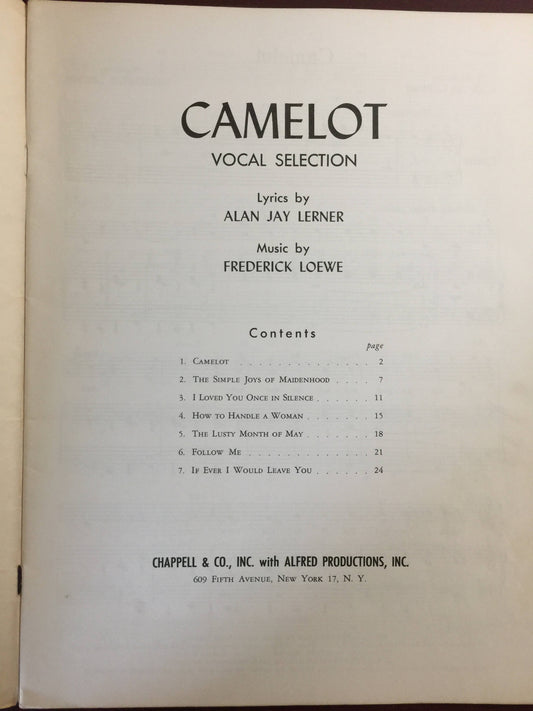 CAMELOT
VOCAL SELECTION
Lyrics by
ALAN JAY LERNER
Music by
FREDERICK LOEWE
Contents
page
1. CAMELOT . . . . . . . . . . . . . . 2
2. THE SIMPLE JOYS OF MAIDENHOOD . . . . 7
3. I LOVED YOU ONCE IN SILENCE . . . . . . 11
4. HOW TO HANDLE A WOMAN . . . . . . . 15
5. THE LUSTY MONTH OF MAY . . . . . . . 18
6. FOLLOW ME . . . . . . . . . . . . . 21
7. IF EVER I WOULD LEAVE YOU . . . . . . 24
CHAPPELL & CO., INC. with ALFRED PRODUCTIONS, INC.
609 FIFTH AVENUE, NEW YORK 17, N. Y.